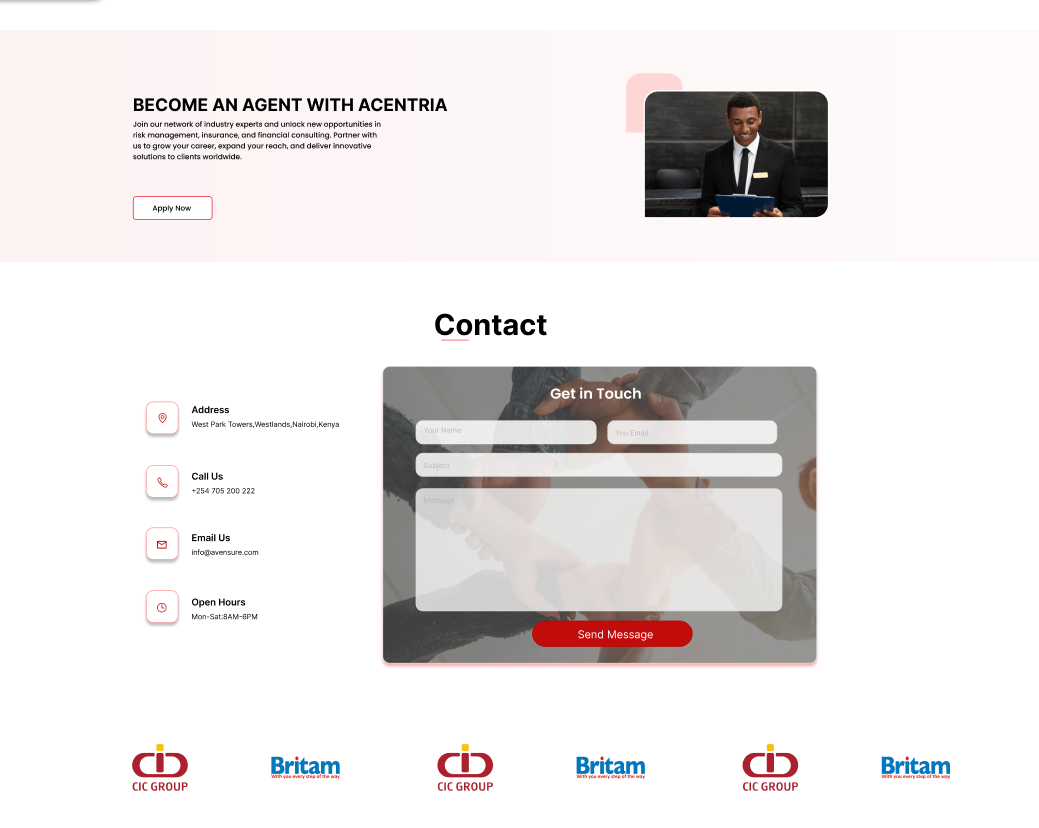 BECOME AN AGENT WITH ACENTRIA
Join our network of industry experts and unlock new opportunities in
risk management, insurance, and financial consulting. Partner with
us to grow your career, expand your reach, and deliver innovative
solutions to clients worldwide.
Apply Now
Contact
Get in Touch
Your Name
You Email
Subject
Message
Send Message
Address
West Park Towers,Westlands,Nairobi,Kenya
Call Us
+254 705 200 222
Email Us
info@avensure.com
Open Hours
Mon-Sat:8AM-6PM
CIC GROUP
Britam
With you every step of the way
CIC GROUP
Britam
With you every step of the way
CIC GROUP
Britam
With you every step of the way